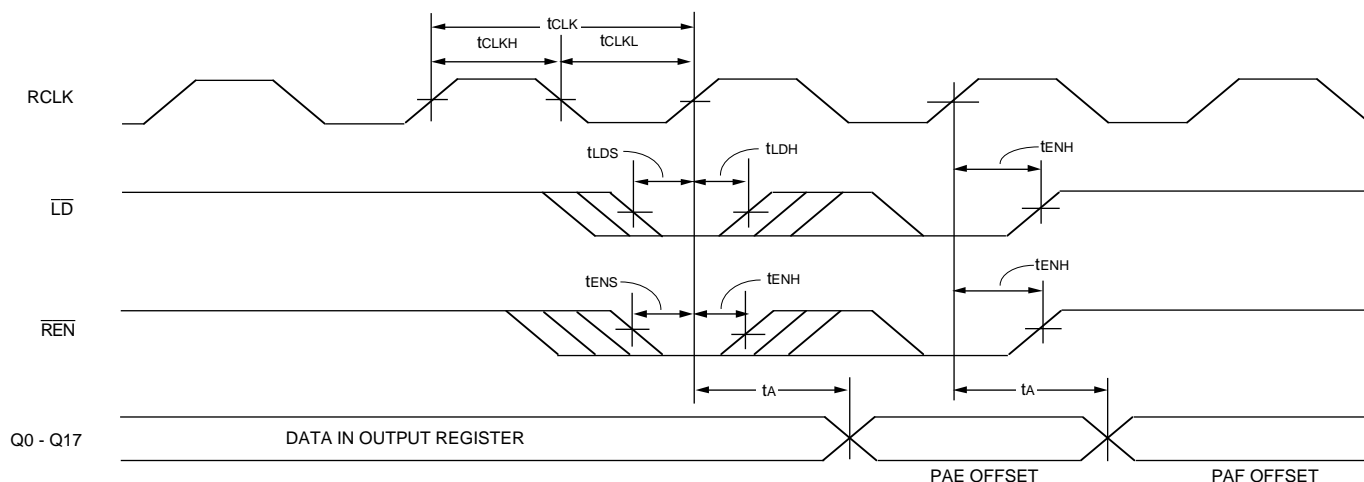 tCLK
tCLKH
tCLKL
RCLK
tLDS
tLDH
tENH
LD
tENS
tENH
tENH
REN
tA
tA
Q0 - Q17
DATA IN OUTPUT REGISTER
PAE OFFSET
PAF OFFSET